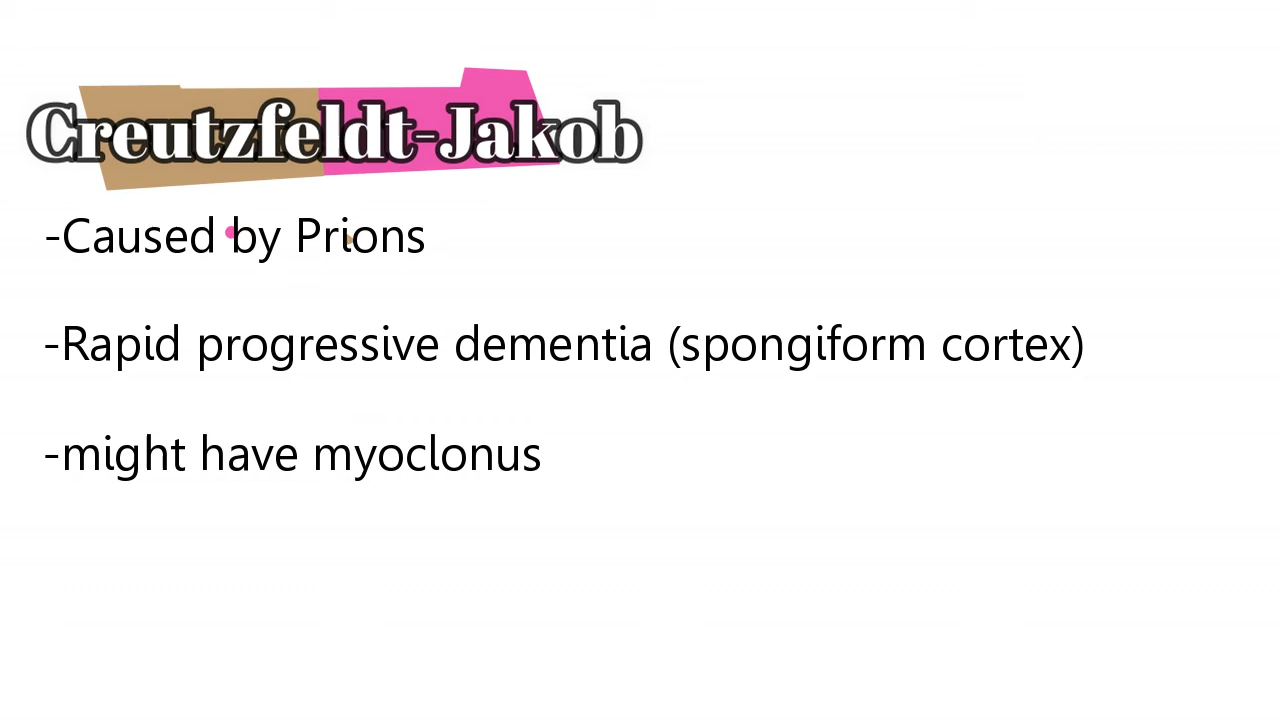 Creutzfeldt-Jakob
-Caused by Prions
-Rapid progressive dementia (spongiform cortex)
-might have myoclonus